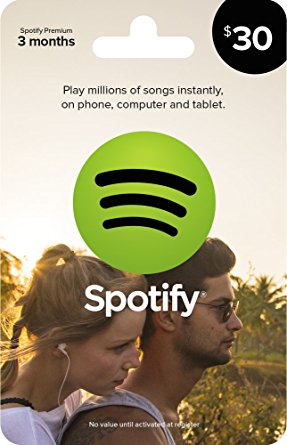 Spotify Premium
3 months
$30
Play millions of songs instantly,
on phone, computer and tablet.
Spotify®
No value until activated at register